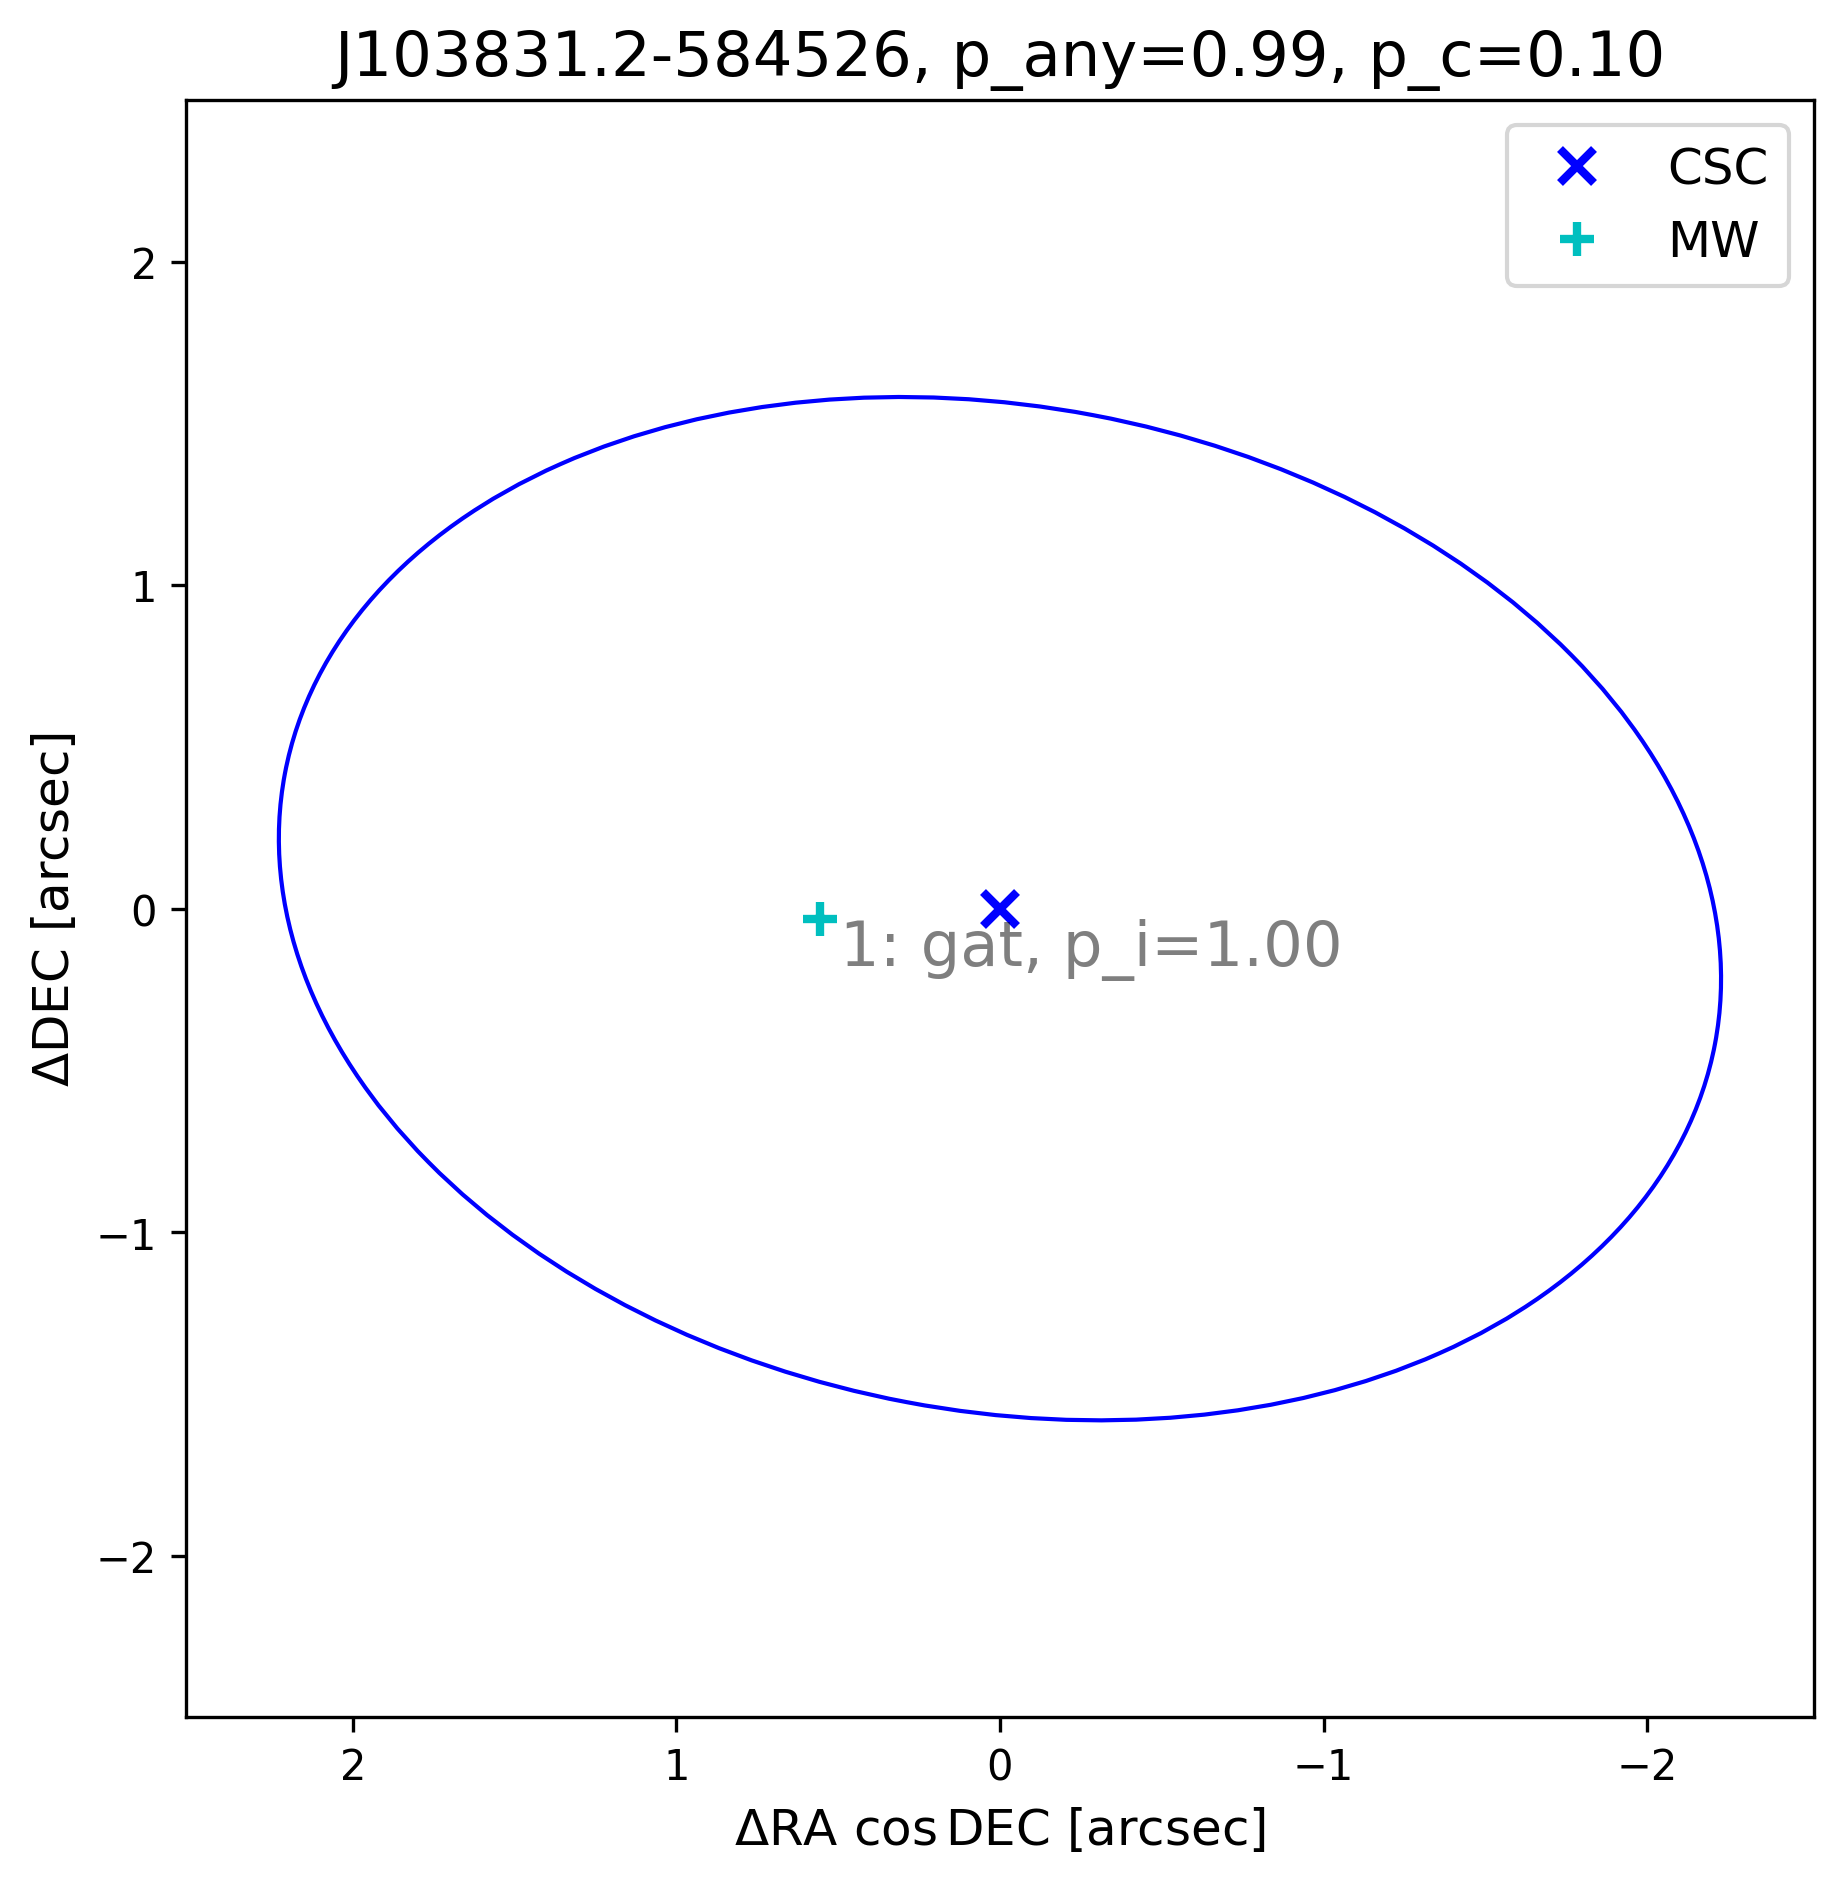 J103831.2-584526, p_any=0.99, p_c=0.10
CSC
MW
2
1
0
−1
−2
ΔDEC [arcsec]
1: gat, p_i=1.00
2
1
0
−1
−2
ΔRA cos DEC [arcsec]